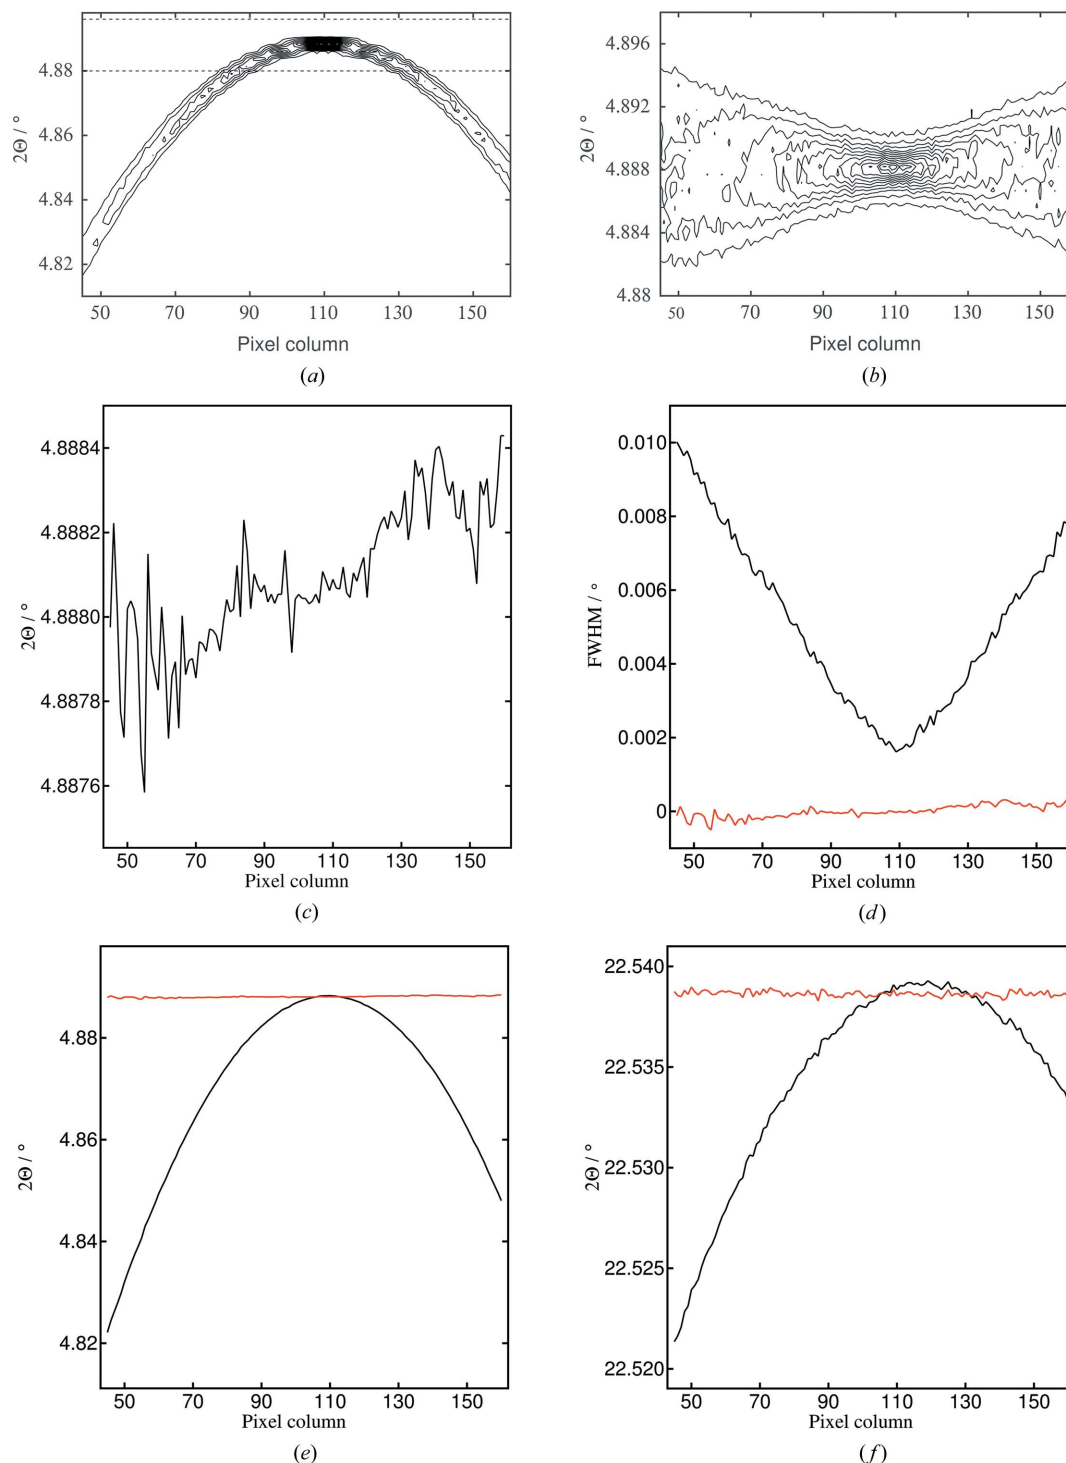 4.88
4.86
4.84
4.82
2Θ / °
50 70 90 110 130 150
Pixel column
(a)
4.896
4.892
4.888
4.884
4.88
2Θ / °
50 70 90 110 130 150
Pixel column
(b)
4.8884
4.8882
4.8880
4.8878
4.8876
2Θ / °
50 70 90 110 130 150
Pixel column
(c)
0.010
0.008
0.006
0.004
0.002
0
FWHM / °
50 70 90 110 130 150
Pixel column
(d)
4.88
4.86
4.84
4.82
2Θ / °
50 70 90 110 130 150
Pixel column
(e)
22.540
22.535
22.530
22.525
22.520
2Θ / °
50 70 90 110 130 150
Pixel column
(f)